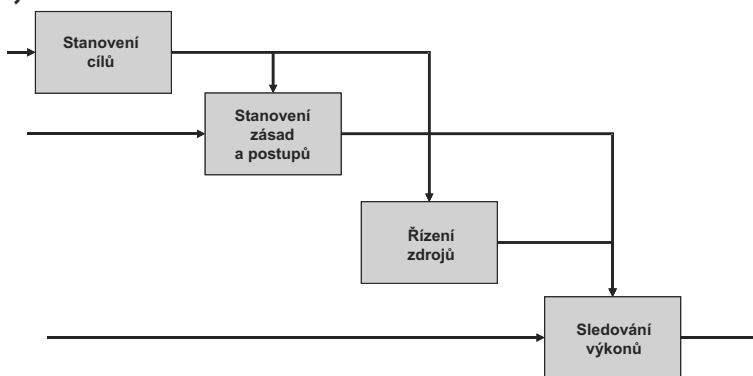 Stanovení
cílů
Stanovení
zásad
a postupů
Řízení
zdrojů
Sledování
výkonů